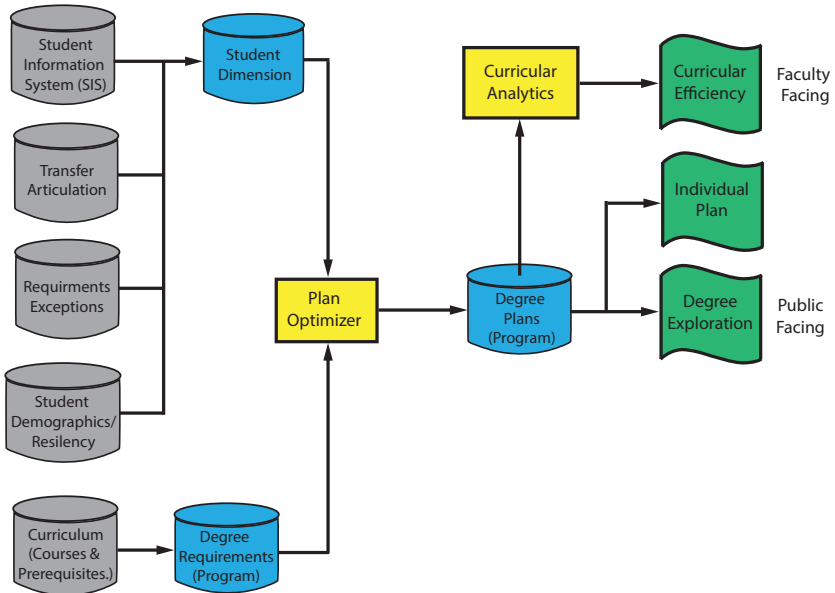 Student
Information
System (SIS)
Student
Dimension
Curricular
Analytics
Curricular
Efficiency
Faculty
Facing
Transfer
Articulation
Individual
Plan
Requirments
Exceptions
Plan
Optimizer
Degree
Plans
(Program)
Degree
Exploration
Public
Facing
Student
Demographics/
Resilency
Curriculum
(Courses &
Prerequisites.)
Degree
Requirements
(Program)